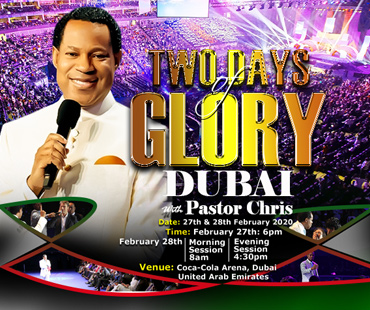 TWO DAYS
of
GLORY
DUBAI
With Pastor Chris
Date: 27th & 28th February 2020
Time: February 27th: 6pm
February 28th Morning Session 8am Evening Session 4:30pm
Venue: Coca-Cola Arena, Dubai
United Arab Emirates